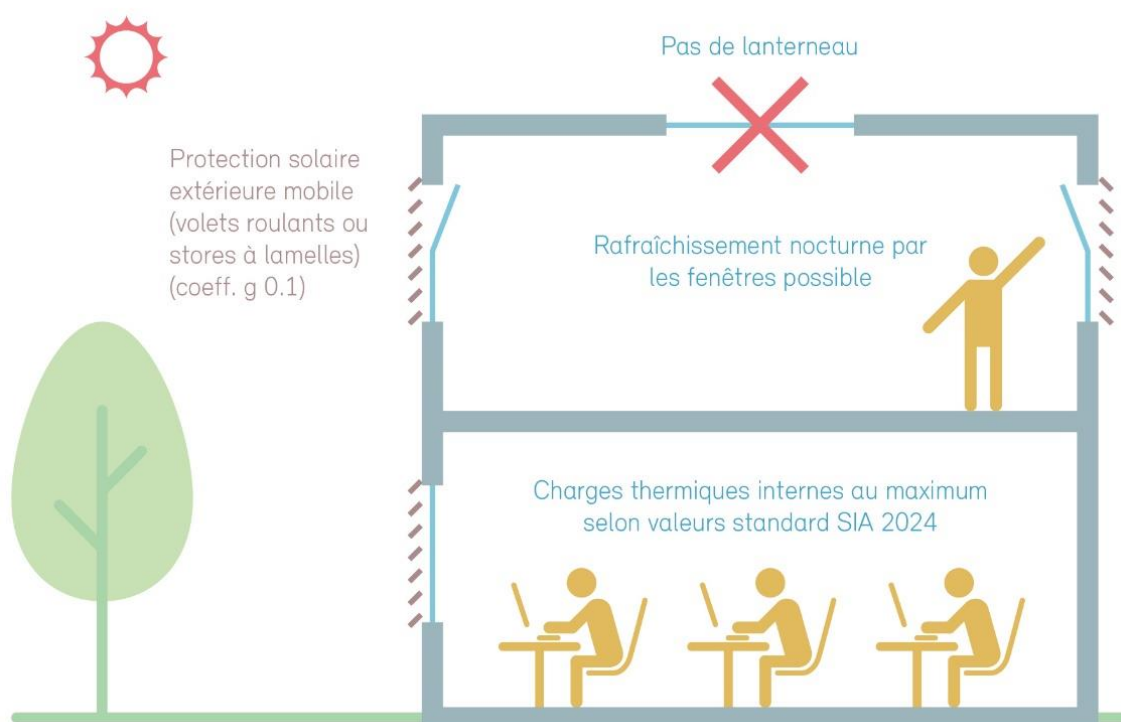 Pas de lanterneau
Protection solaire
extérieure mobile
(volets roulants ou
stores à lamelles)
(coeff. g 0.1)
Rafraîchissement nocturne par
les fenêtres possible
Charges thermiques internes au maximum
selon valeurs standard SIA 2024